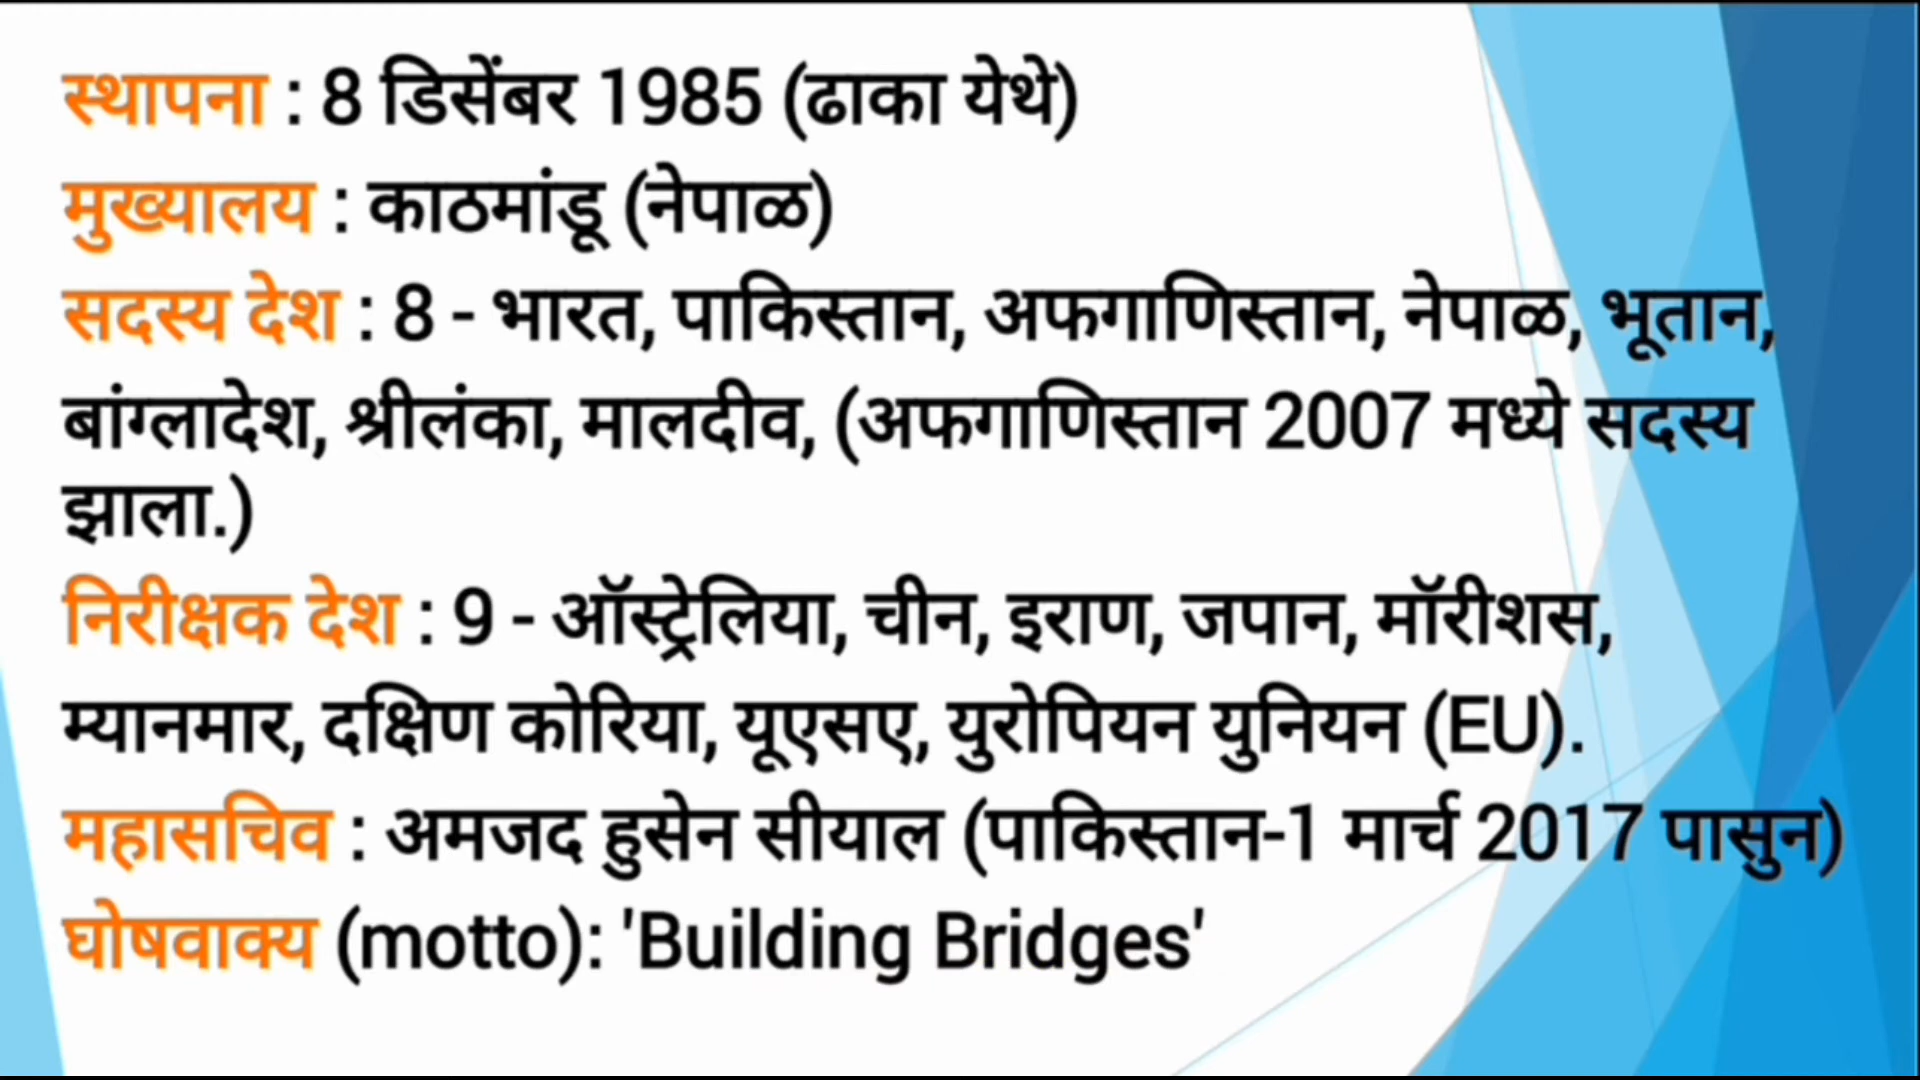 स्थापना : 8 डिसेंबर 1985 (ढाका येथे)
मुख्यालय : काठमांडू (नेपाळ)
सदस्य देश : 8 - भारत, पाकिस्तान, अफगाणिस्तान, नेपाळ, भूतान,
बांग्लादेश, श्रीलंका, मालदीव, (अफगाणिस्तान 2007 मध्ये सदस्य
झाला.)
निरीक्षक देश : 9 - ऑस्ट्रेलिया, चीन, इराण, जपान, मॉरीशस,
म्यानमार, दक्षिण कोरिया, यूएसए, युरोपियन युनियन (EU).
महासचिव : अमजद हुसेन सीयाल (पाकिस्तान-1 मार्च 2017 पासुन)
घोषवाक्य (motto): 'Building Bridges'